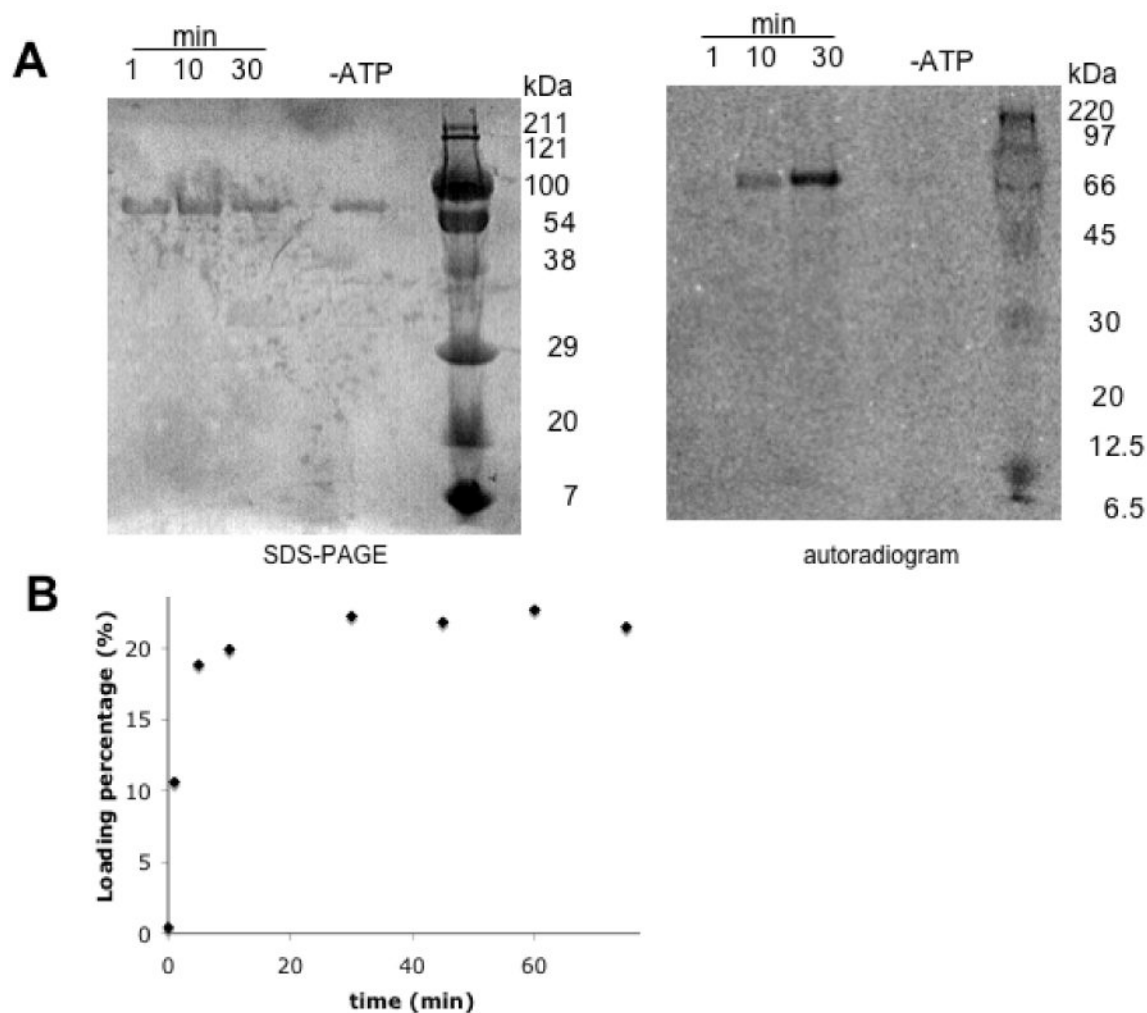 A
min
1 10 30 -ATP
kDa
211
121
100
54
38
29
20
7
SDS-PAGE
min
1 10 30 -ATP
kDa
220
97
66
45
30
20
12.5
6.5
autoradiogram
B
Loading percentage (%)
20
15
10
5
0
0 20 40 60
time (min)